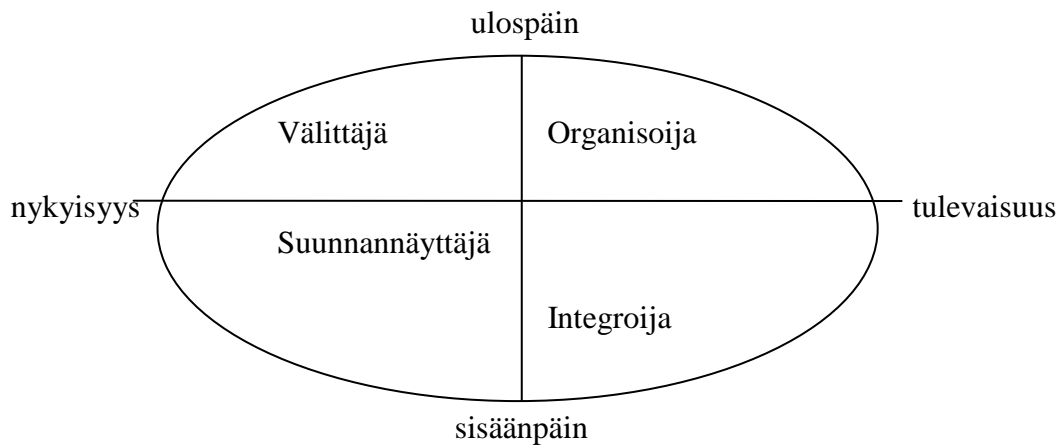 ulospäin
Välittäjä
Organisoija
nykyisyys
tulevaisuus
Suunnannäyttäjä
Integroija
sisäänpäin